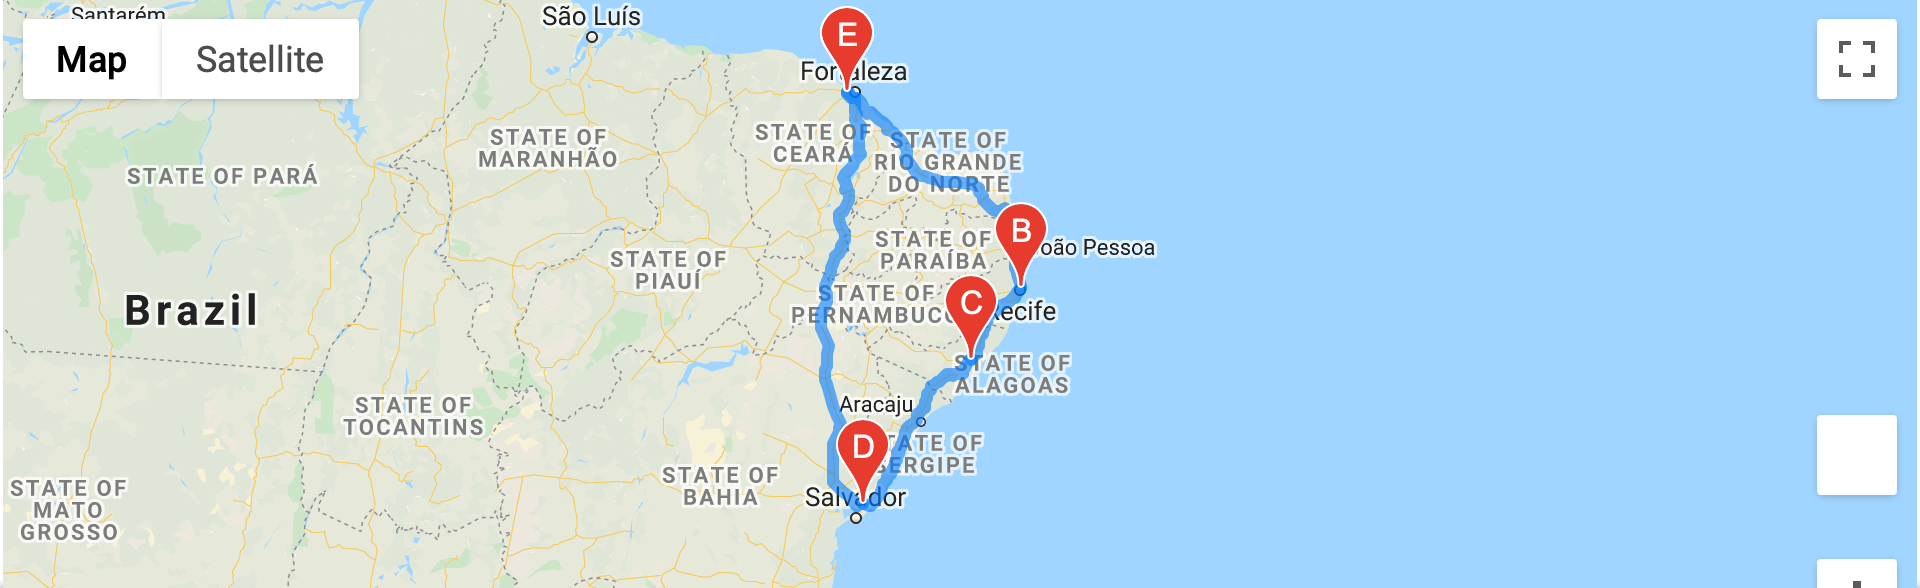 Santarém
São Luís
Map
Satellite
E
Fortaleza
STATE OF
MARANHÃO
STATE OF
CEARÁ
STATE OF
RIO GRANDE
DO NORTE
STATE OF PARÁ
B
oão Pessoa
STATE OF
PARAÍBA
STATE OF
PIAUÍ
Brazil
STATE OF
PERNAMBUCO
C
Recife
STATE OF
ALAGOAS
Aracaju
STATE OF
TOCANTINS
D
STATE OF
SERGIPE
STATE OF
BAHIA
Salvador
STATE OF
MATO
GROSSO